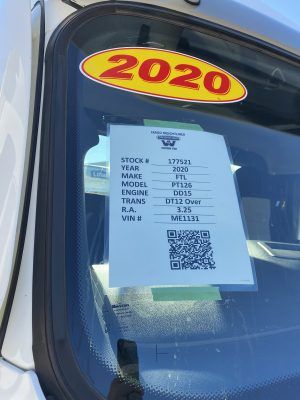 2020
STOCK # 177521
YEAR 2020
MAKE FTL
MODEL PT126
ENGINE DD15
TRANS DT12 Over
R.A. 3.25
VIN # ME1131